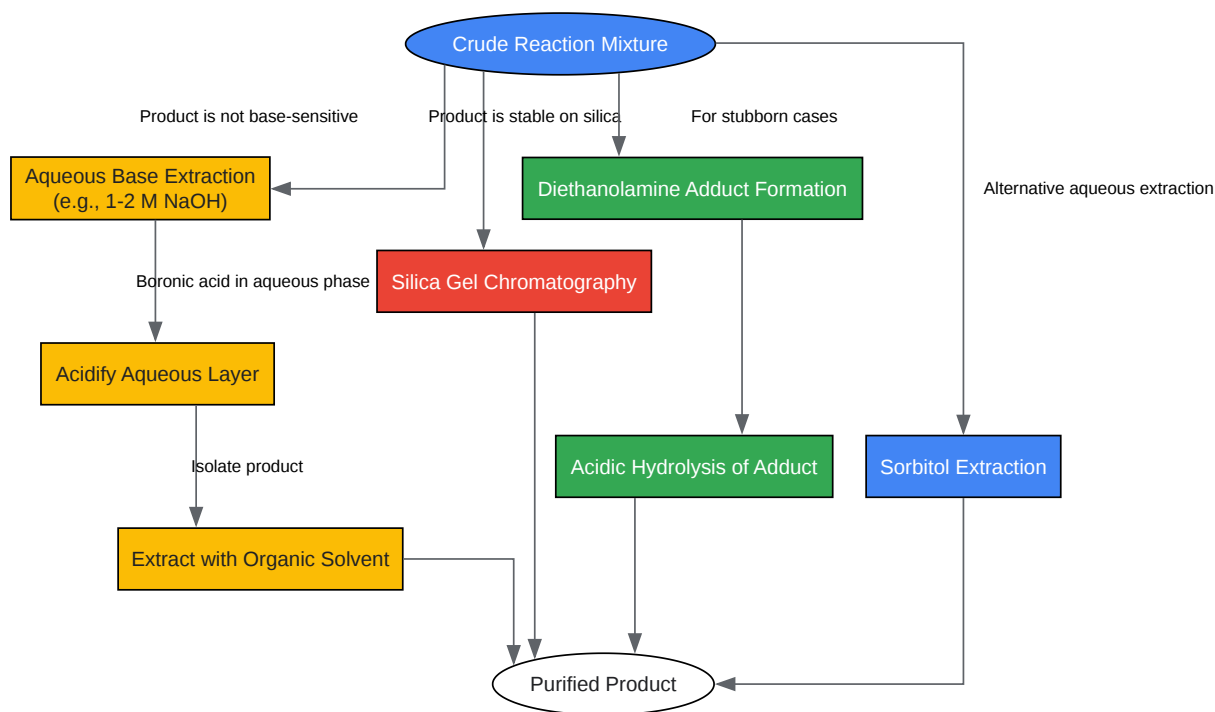 Crude Reaction Mixture
Product is not base-sensitive
Product is stable on silica
For stubborn cases
Aqueous Base Extraction
(e.g., 1-2 M NaOH)
Diethanolamine Adduct Formation
Alternative aqueous extraction
Boronic acid in aqueous phase
Silica Gel Chromatography
Acidify Aqueous Layer
Isolate product
Acidic Hydrolysis of Adduct
Sorbitol Extraction
Extract with Organic Solvent
Purified Product